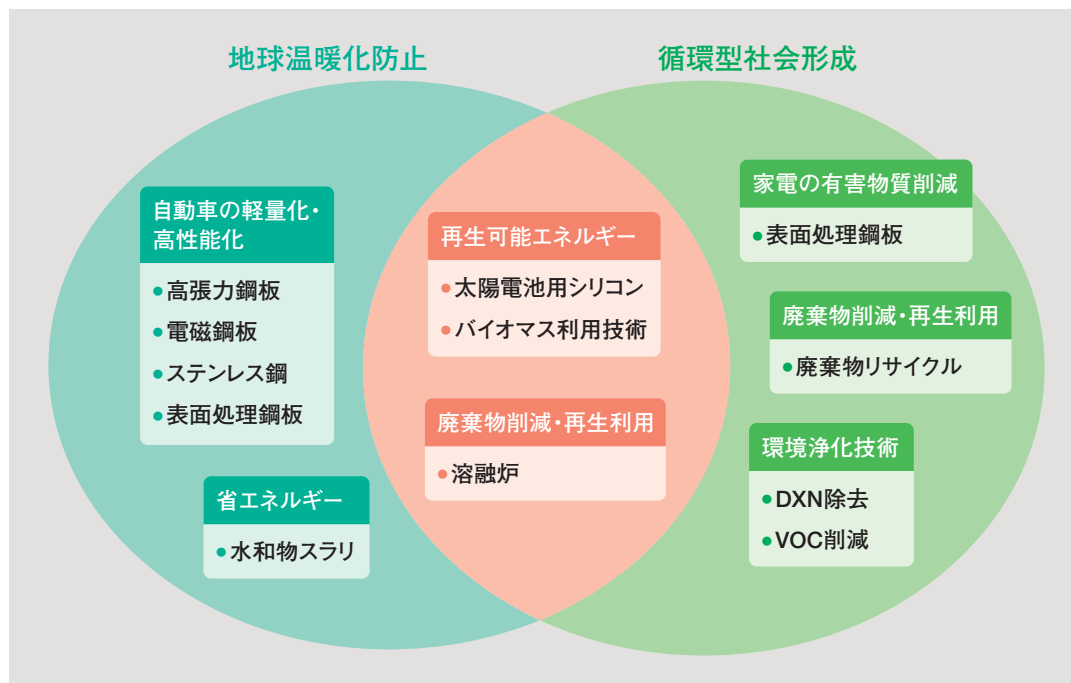 地球温暖化防止
循環型社会形成
自動車の軽量化・
高性能化
●高張力鋼板
●電磁鋼板
●ステンレス鋼
●表面処理鋼板
省エネルギー
●水和物スラリ
再生可能エネルギー
●太陽電池用シリコン
●バイオマス利用技術
廃棄物削減・再生利用
●溶融炉
家電の有害物質削減
●表面処理鋼板
廃棄物削減・再生利用
●廃棄物リサイクル
環境浄化技術
●DXN除去
●VOC削減